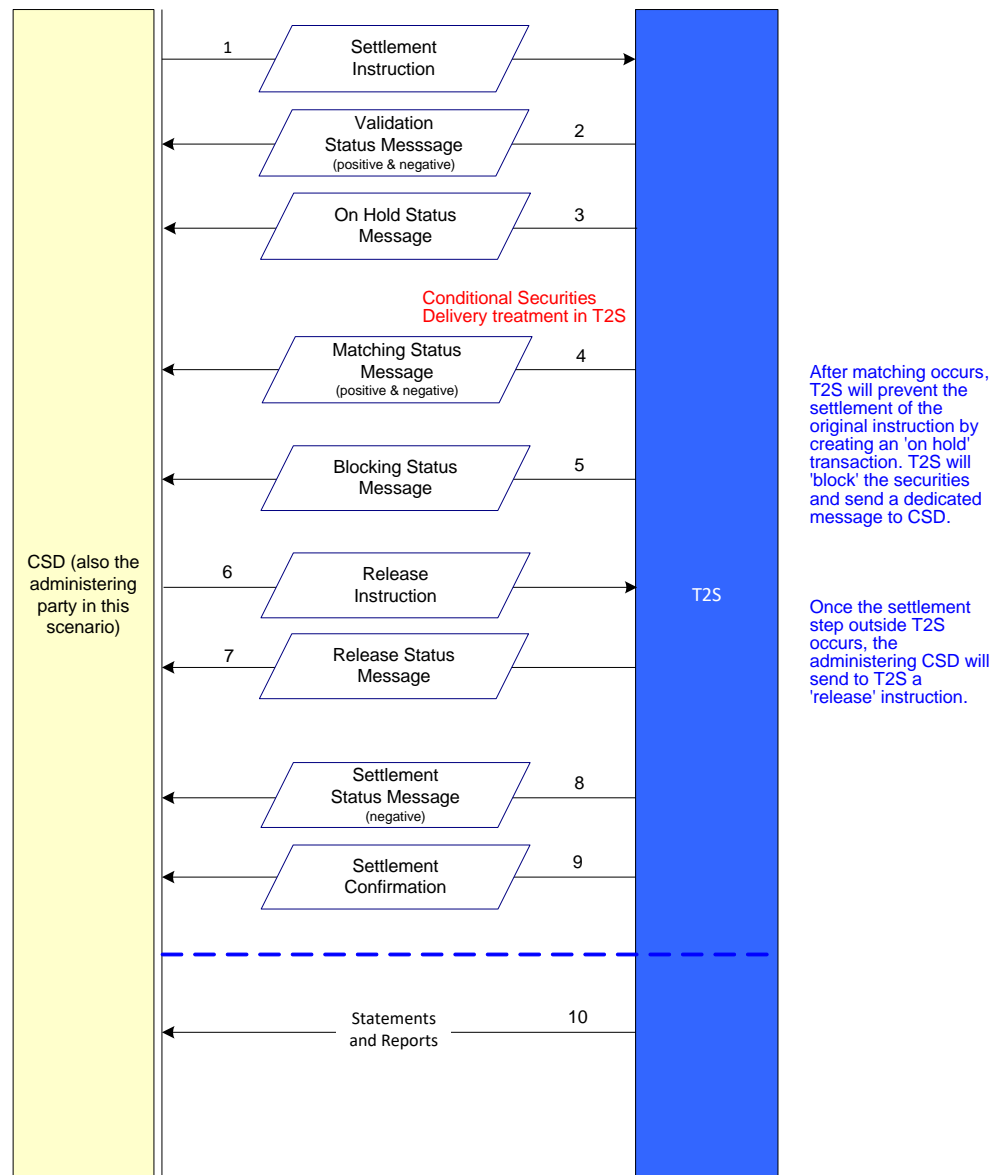 1
Settlement
Instruction
Validation
Status Messsage
(positive & negative)
2
On Hold Status
Message
3
Conditional Securities
Delivery treatment in T2S
Matching Status
Message
(positive & negative)
4
After matching occurs,
T2S will prevent the
settlement of the
original instruction by
creating an 'on hold'
transaction. T2S will
'block' the securities
and send a dedicated
message to CSD.
Blocking Status
Message
5
CSD (also the
administering
party in this
scenario)
6
Release
Instruction
T2S
Once the settlement
step outside T2S
occurs, the
administering CSD will
send to T2S a
'release' instruction.
7
Release Status
Message
Settlement
Status Message
(negative)
8
Settlement
Confirmation
9
Statements
and Reports
10